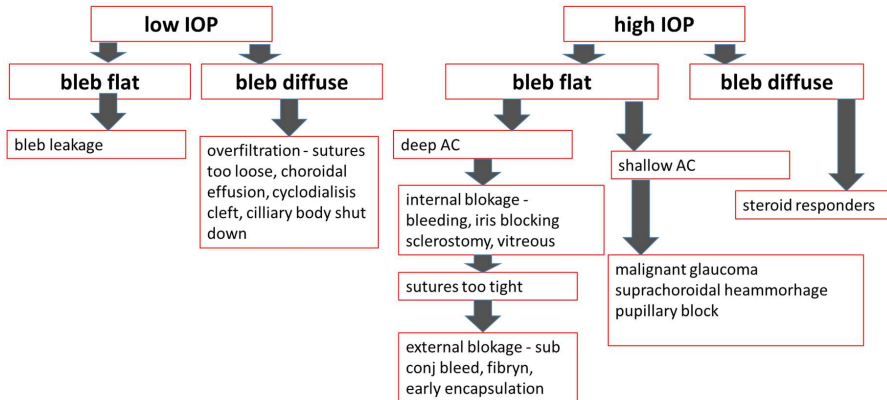 low IOP
high IOP
bleb flat
bleb diffuse
bleb flat
bleb diffuse
bleb leakage
overfiltration - sutures
too loose, choroidal
effusion, cyclodialisis
cleft, cilliary body shut
down
deep AC
shallow AC
internal blokage -
bleeding, iris blocking
sclerostomy, vitreous
steroid responders
sutures too tight
malignant glaucoma
suprachoroidal heammorhage
pupillary block
external blokage - sub
conj bleed, fibryn,
early encapsulation